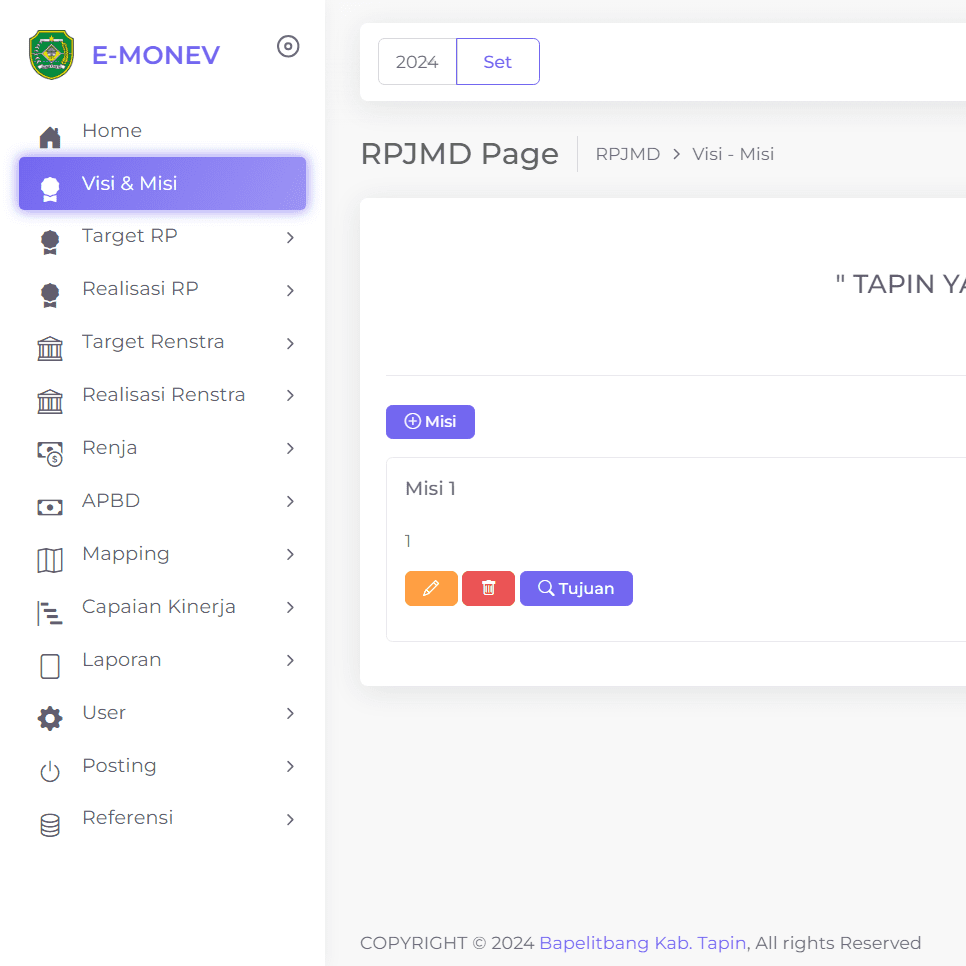 E-MONEV
Home
Visi & Misi
Target RP
Realisasi RP
Target Renstra
Realisasi Renstra
Renja
APBD
Mapping
Capaian Kinerja
Laporan
User
Posting
Referensi
2024 Set
RPJMD Page
RPJMD > Visi - Misi
" TAPIN YA
Misi
Misi 1
1
Tujuan
COPYRIGHT © 2024 Bapelitbang Kab. Tapin, All rights Reserved